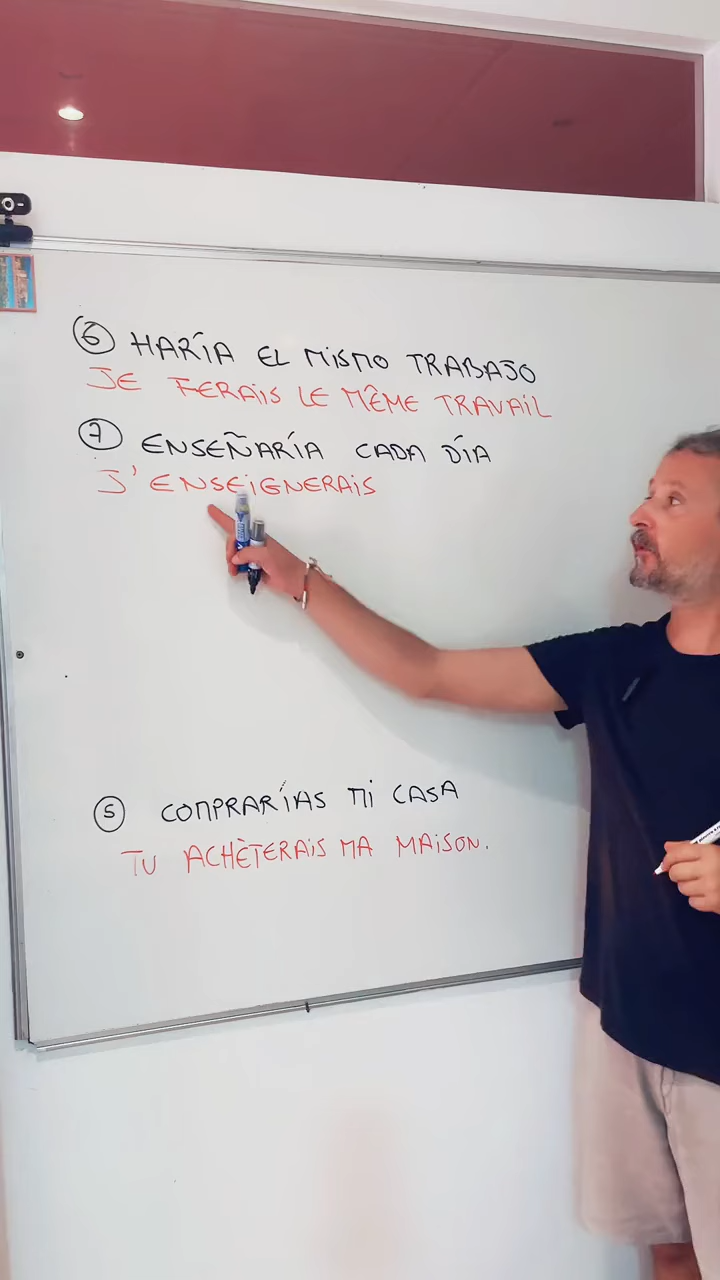 ⑥ HARÍA EL MISMO TRABAJO
JE FERAIS LE MÊME TRAVAIL
⑦ ENSEÑARÍA CADA DÍA
J'ENSEIGNERAIS
⑤ COMPRARÍAS MI CASA
TU ACHÈTERAIS MA MAISON.